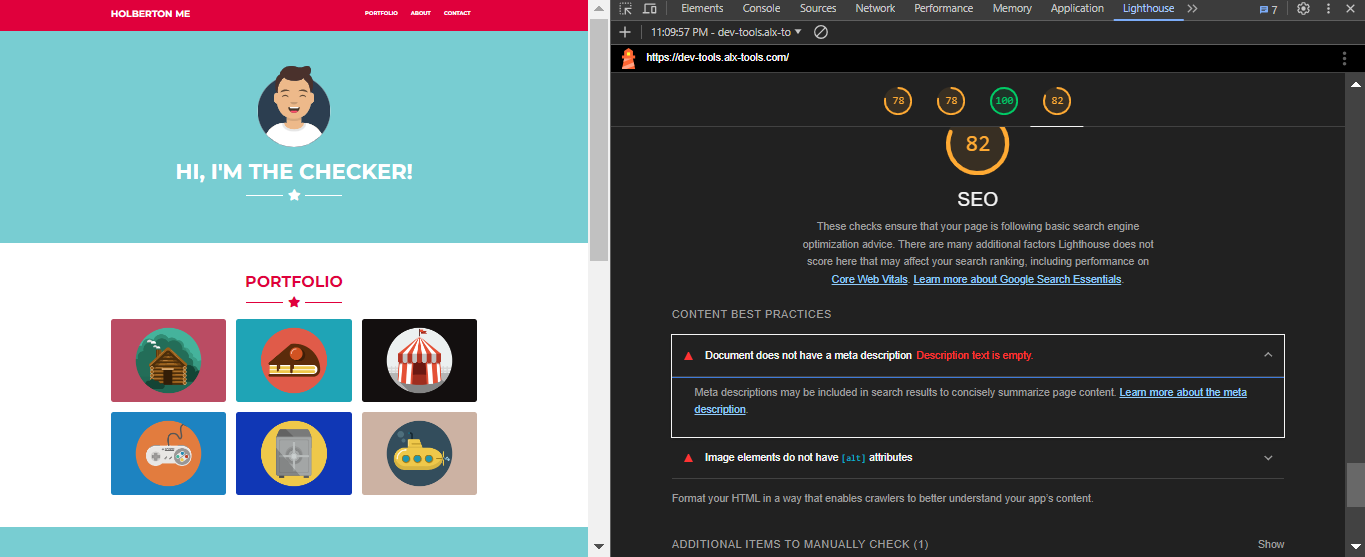 HOLBERTON ME
PORTFOLIO ABOUT CONTACT
HI, I'M THE CHECKER!
PORTFOLIO
Elements Console Sources Network Performance Memory Application Lighthouse 7
11:09:57 PM - dev-tools.alx-to
https://dev-tools.alx-tools.com/
78 78 100 82
82
SEO
These checks ensure that your page is following basic search engine
optimization advice. There are many additional factors Lighthouse does not
score here that may affect your search ranking, including performance on
Core Web Vitals. Learn more about Google Search Essentials.
CONTENT BEST PRACTICES
Document does not have a meta description Description text is empty.
Meta descriptions may be included in search results to concisely summarize page content. Learn more about the meta
description.
Image elements do not have [alt] attributes
Format your HTML in a way that enables crawlers to better understand your app's content.
ADDITIONAL ITEMS TO MANUALLY CHECK (1) Show